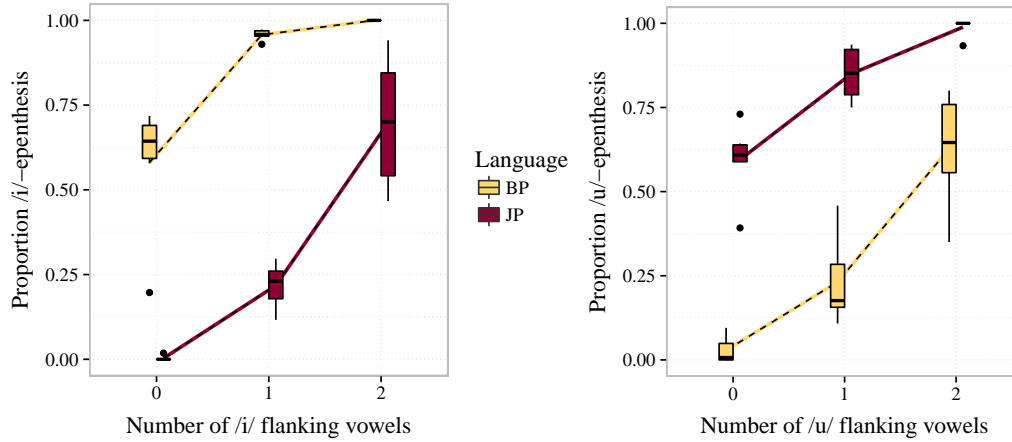 1.00
0.75
0.50
0.25
0.00
Proportion /i/−epenthesis
0 1 2
Number of /i/ flanking vowels
Language
BP
JP
1.00
0.75
0.50
0.25
0.00
Proportion /u/−epenthesis
0 1 2
Number of /u/ flanking vowels